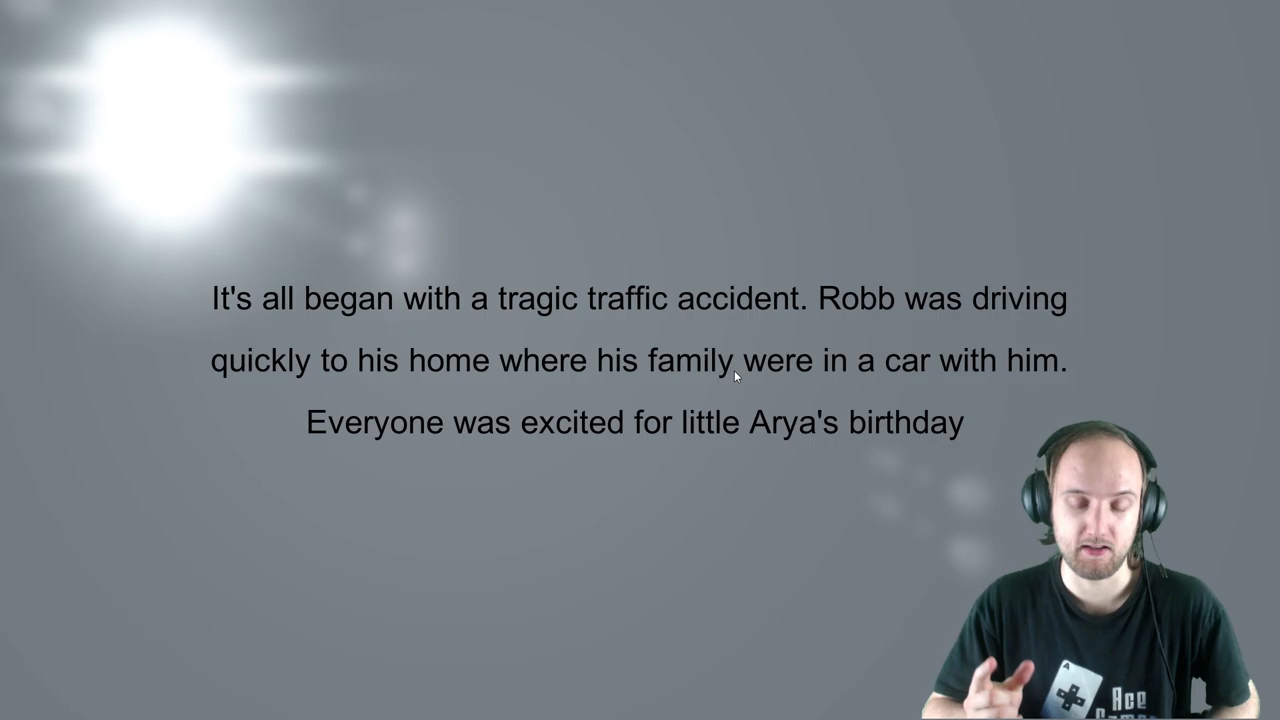 It's all began with a tragic traffic accident. Robb was driving
quickly to his home where his family were in a car with him.
Everyone was excited for little Arya's birthday
A
Ace